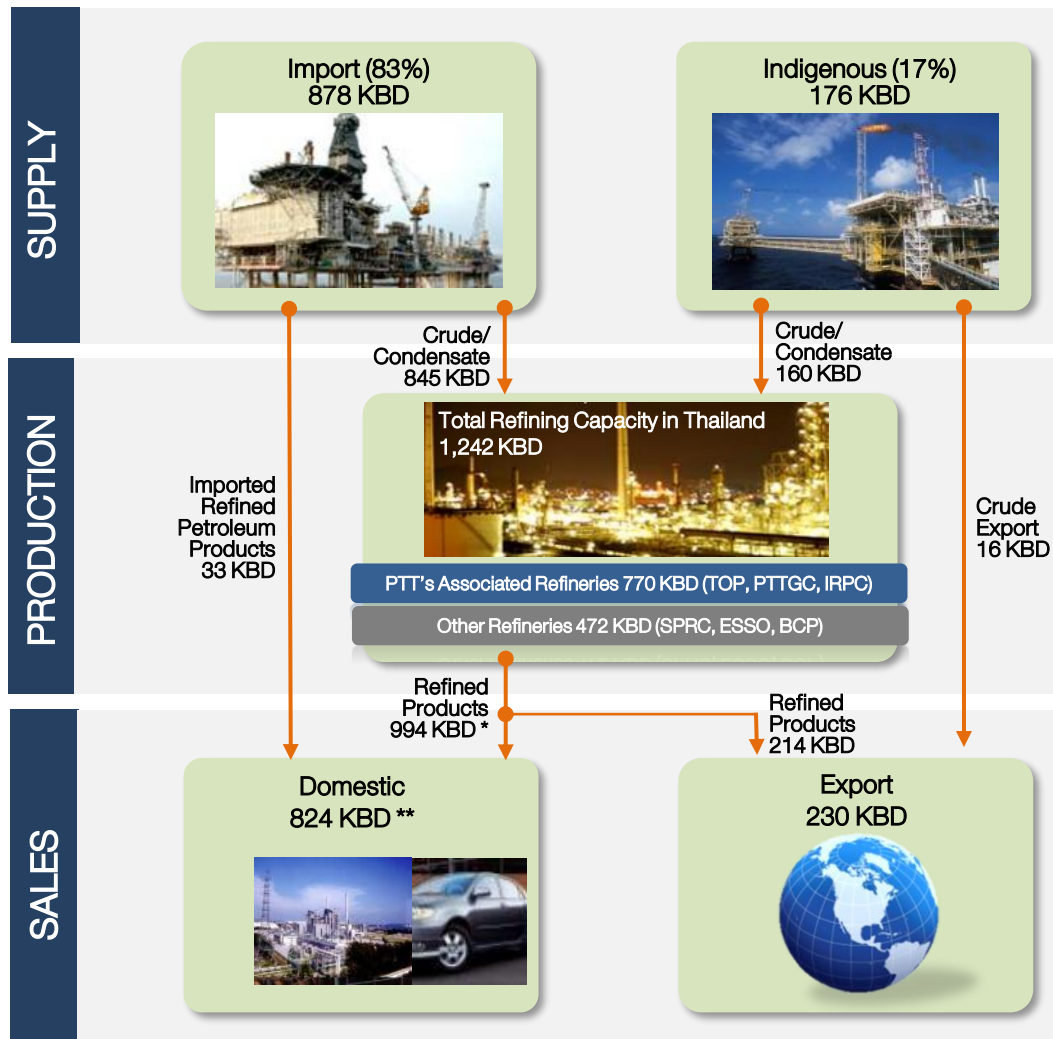 SUPPLY
Import (83%)
878 KBD
Indigenous (17%)
176 KBD
Crude/
Condensate
845 KBD
Crude/
Condensate
160 KBD
PRODUCTION
Total Refining Capacity in Thailand
1,242 KBD
Imported
Refined
Petroleum
Products
33 KBD
Crude
Export
16 KBD
PTT's Associated Refineries 770 KBD (TOP, PTTGC, IRPC)
Other Refineries 472 KBD (SPRC, ESSO, BCP)
Refined
Products
994 KBD *
Refined
Products
214 KBD
SALES
Domestic
824 KBD **
Export
230 KBD